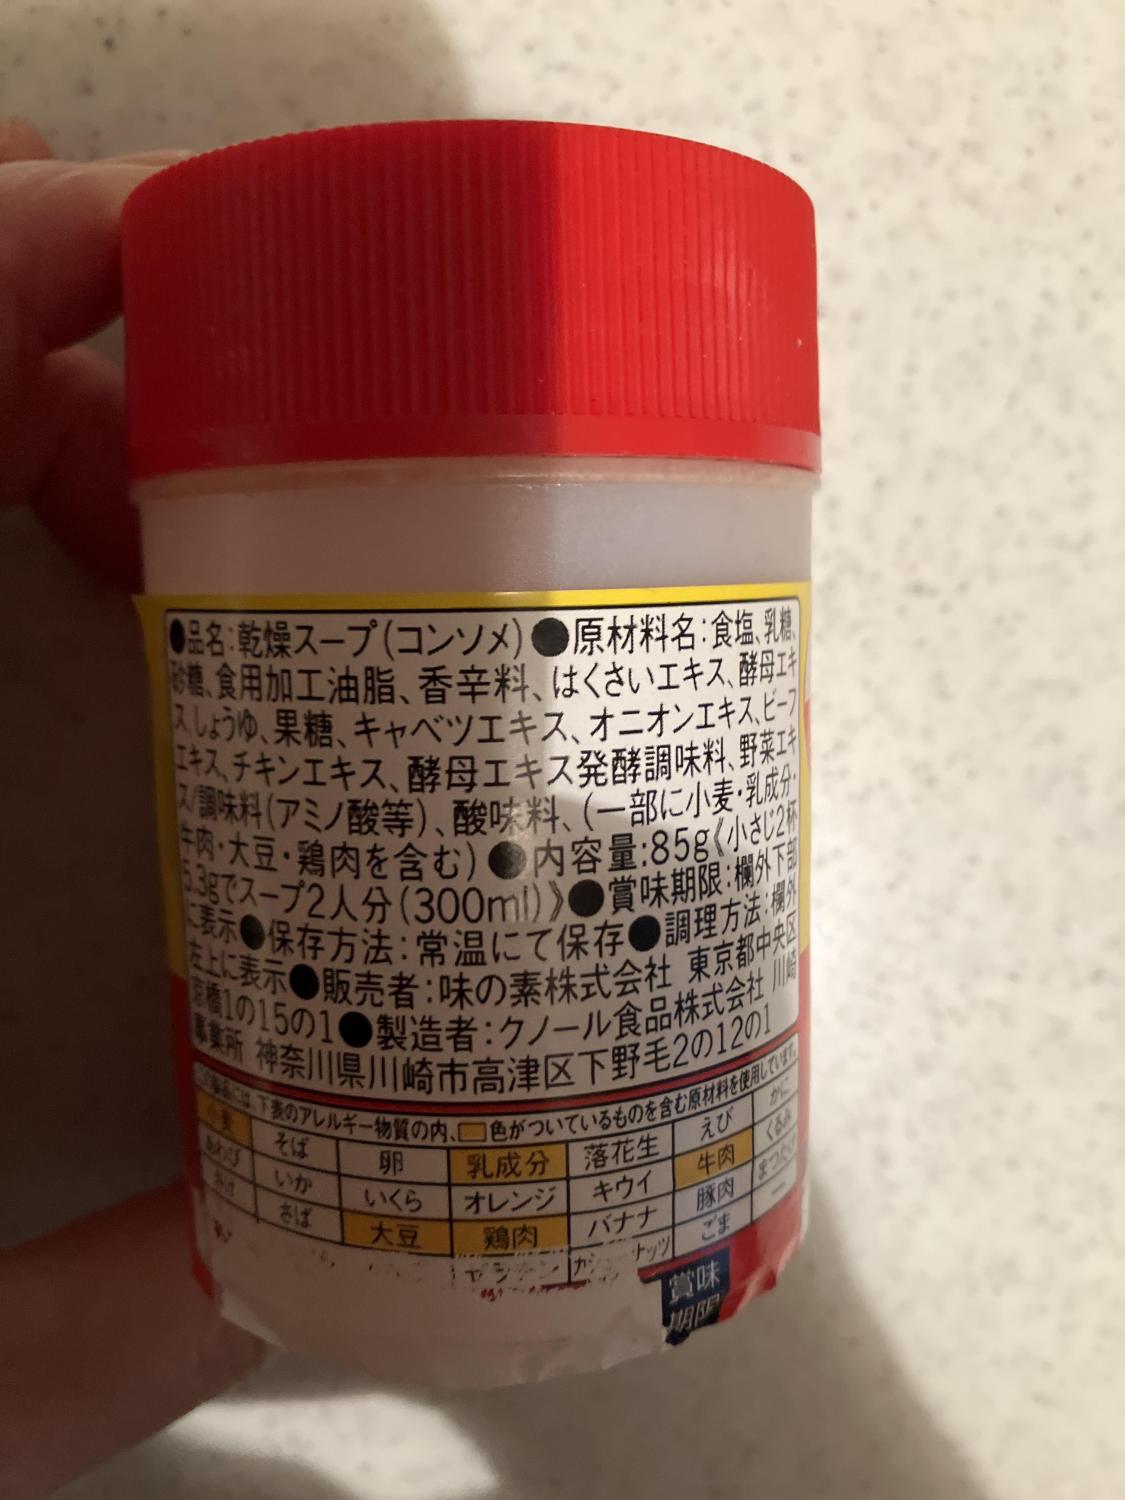 ●品名:乾燥スープ(コンソメ)●原材料名:食塩、乳糖、
砂糖、食用加工油脂、香辛料、はくさいエキス、酵母エキ
ス、しょうゆ、果糖、キャベツエキス、オニオンエキス、ビーフ
エキス、チキンエキス、酵母エキス発酵調味料、野菜エキ
ス/調味料(アミノ酸等)、酸味料、(一部に小麦・乳成分・
牛肉・大豆・鶏肉を含む)●内容量:85g《小さじ2杯
5.3gでスープ2人分(300ml)》●賞味期限:欄外下部
に表示●保存方法:常温にて保存●調理方法:欄外
左上に表示●販売者:味の素株式会社 東京都中央区
京橋1の15の1●製造者:クノール食品株式会社 川崎
事業所 神奈川県川崎市高津区下野毛2の12の1
下表のアレルギー物質の内、色がついているものを含む原材料を使用しています。
小麦 そば 卵 乳成分 落花生 えび かに
あわび いか いくら オレンジ キウイ 牛肉 くるみ
さけ さば 大豆 鶏肉 バナナ 豚肉 まつたけ
ゼラチン ごま ー
賞味
期限